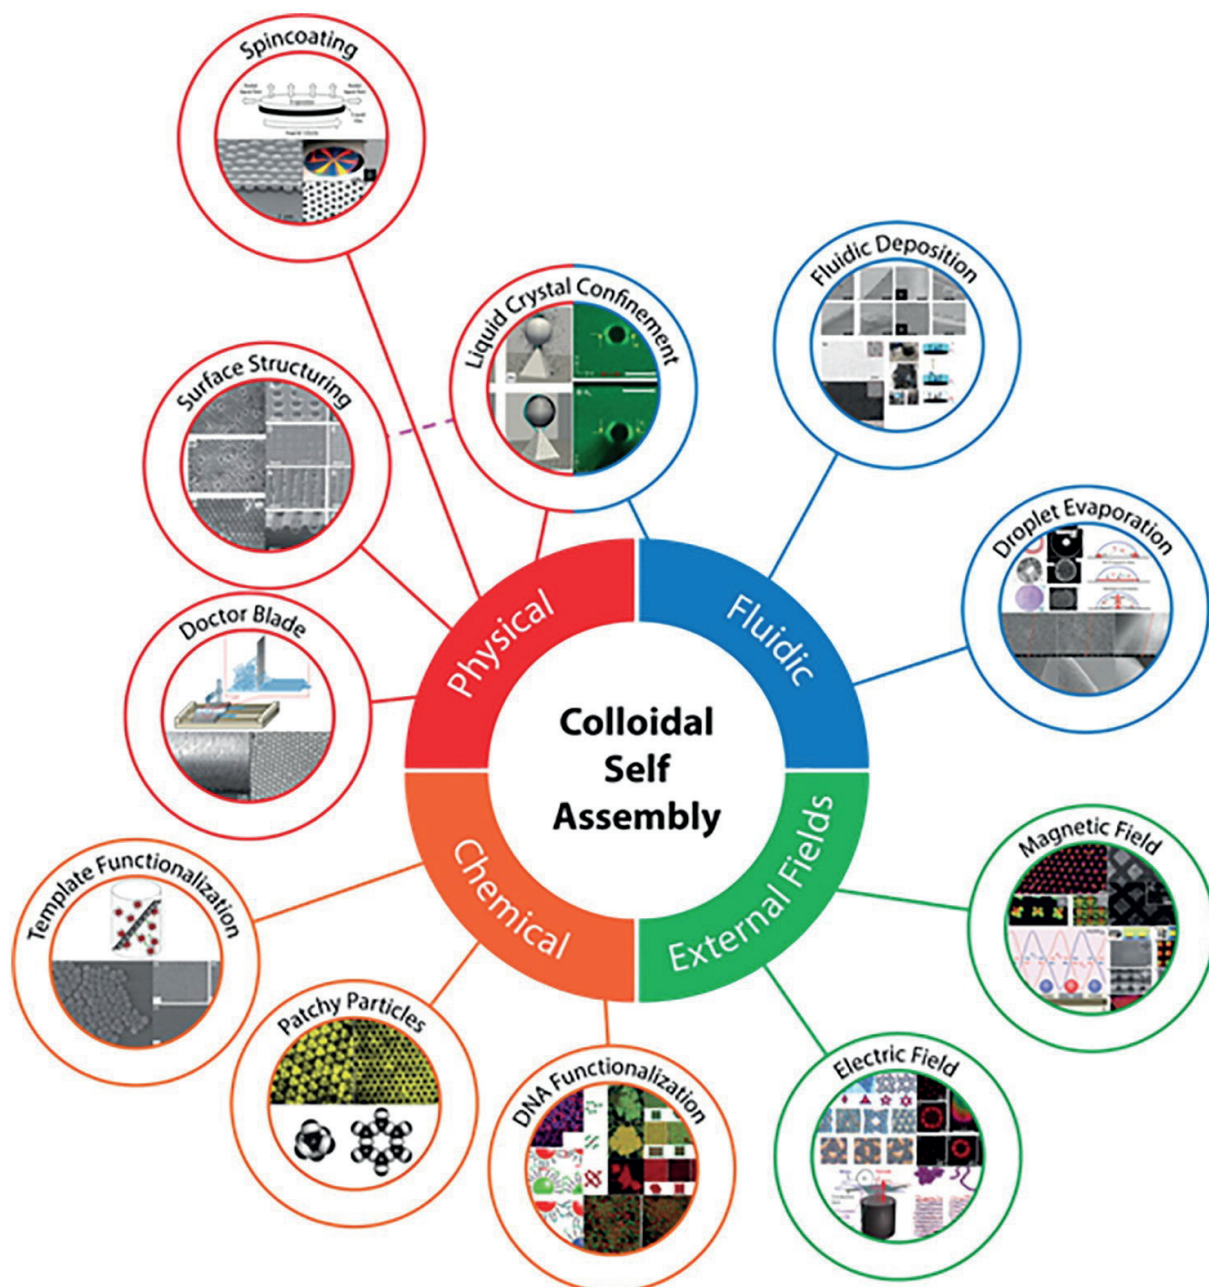 Spincoating
Evaporation
Liquid Crystal Confinement
Fluidic Deposition
Surface Structuring
Droplet Evaporation
Doctor Blade
Physical
Fluidic
Colloidal
Self
Assembly
Chemical
External Fields
Template Functionalization
Magnetic Field
Patchy Particles
DNA Functionalization
Electric Field